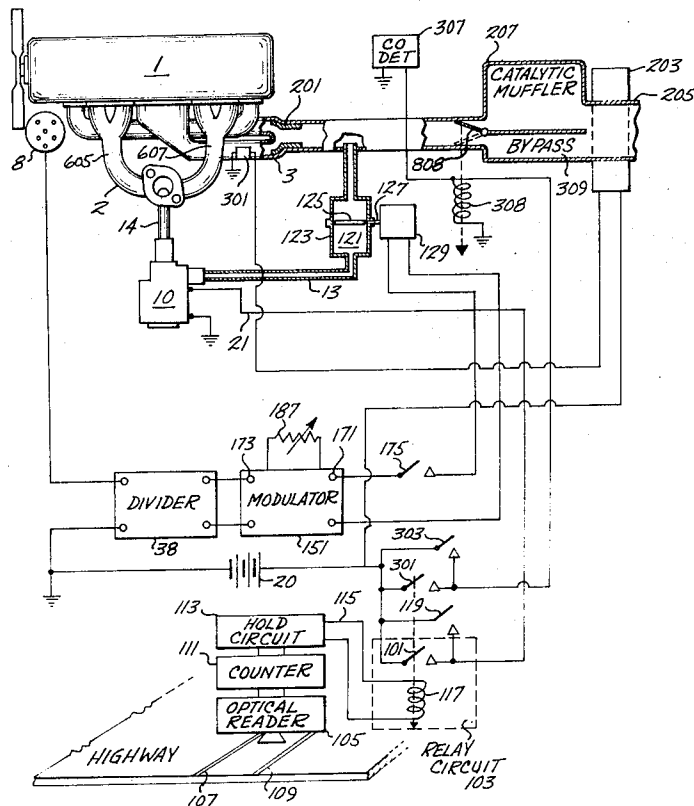 307
CO
DET
207
CATALYTIC
MUFFLER
203
205
1
201
8
605
607
2
301
3
808
BYPASS
309
14
125
127
123
121
129
308
10
13
21
187
173
171
175
DIVIDER
MODULATOR
38
151
303
301
20
119
113
HOLD
CIRCUIT
115
101
111
COUNTER
117
OPTICAL
READER
105
HIGHWAY
RELAY
CIRCUIT
103
107
109